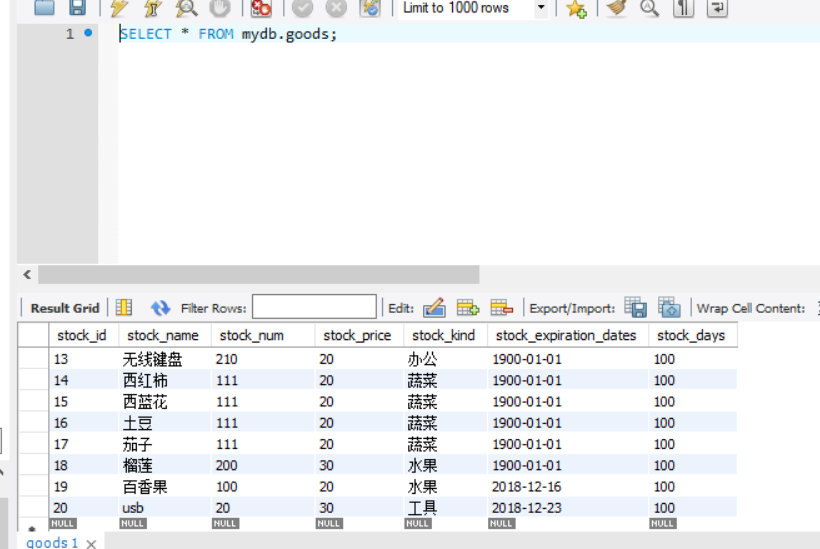 Limit to 1000 rows
1 SELECT * FROM mydb.goods;
Result Grid Filter Rows: Edit: Export/Import: Wrap Cell Content:
stock_id stock_name stock_num stock_price stock_kind stock_expiration_dates stock_days
13 无线键盘 210 20 办公 1900-01-01 100
14 西红柿 111 20 蔬菜 1900-01-01 100
15 西蓝花 111 20 蔬菜 1900-01-01 100
16 土豆 111 20 蔬菜 1900-01-01 100
17 茄子 111 20 蔬菜 1900-01-01 100
18 榴莲 200 30 水果 1900-01-01 100
19 百香果 100 20 水果 2018-12-16 100
20 usb 20 30 工具 2018-12-23 100
NULL NULL NULL NULL NULL NULL NULL
goods 1